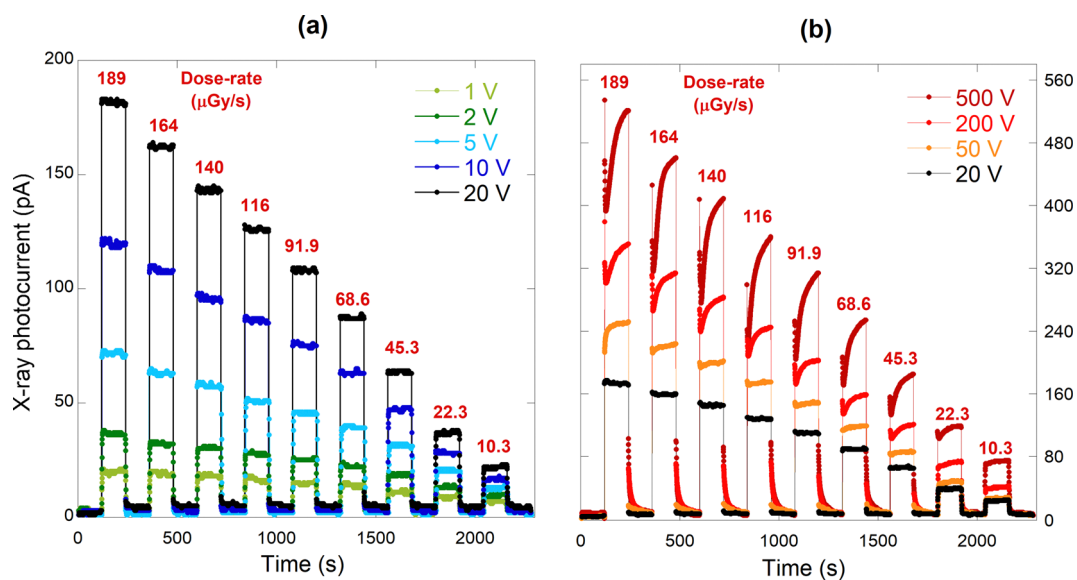 (a)
(b)
200
150
100
50
0
X-ray photocurrent (pA)
189
164
140
116
91.9
68.6
45.3
22.3
10.3
Dose-rate
(μGy/s)
1 V
2 V
5 V
10 V
20 V
0
500
1000
1500
2000
Time (s)
189
164
140
116
91.9
68.6
45.3
22.3
10.3
Dose-rate
(μGy/s)
500 V
200 V
50 V
20 V
560
480
400
320
240
160
80
0
0
500
1000
1500
2000
Time (s)